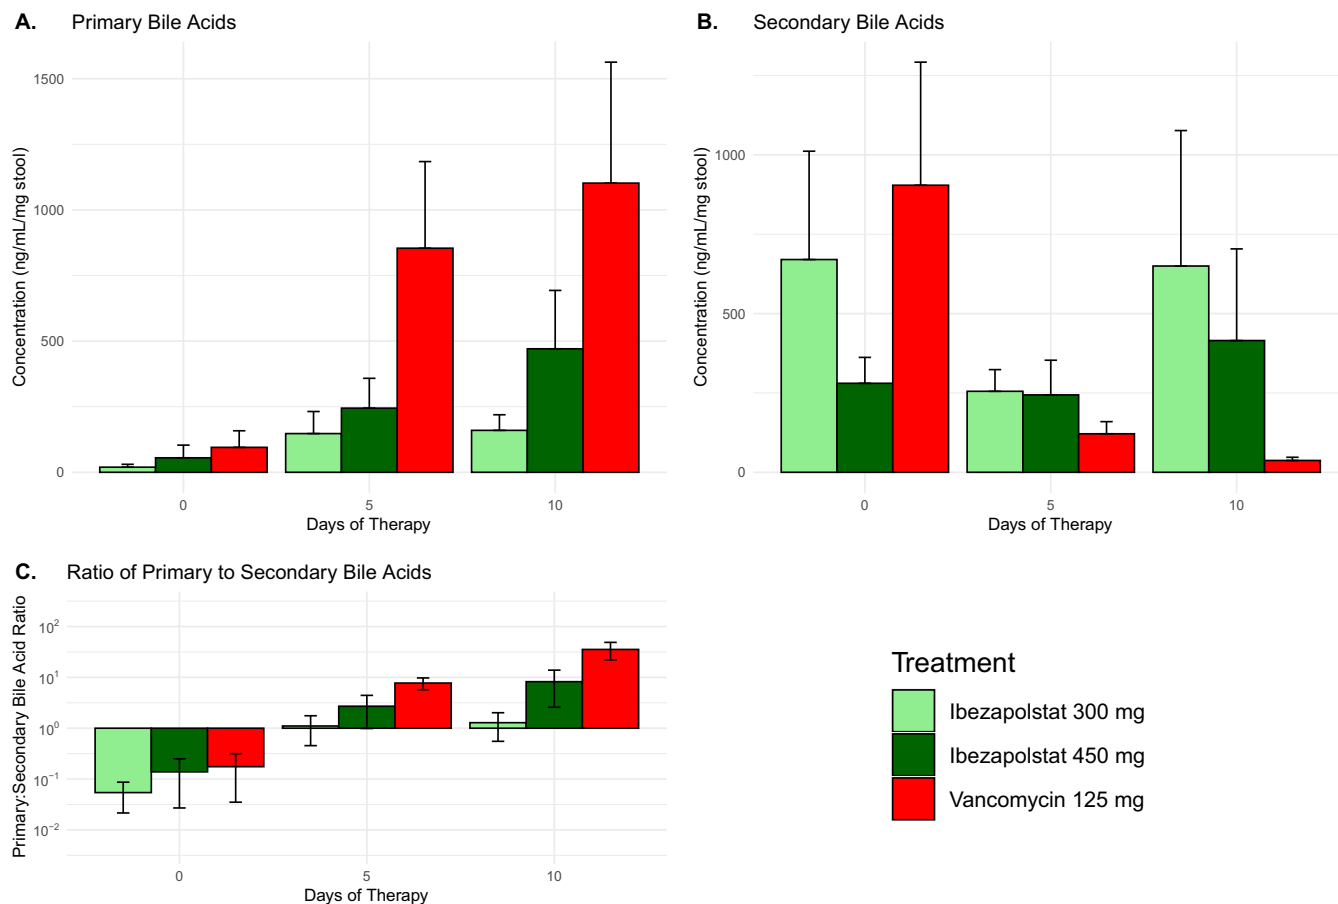 A. Primary Bile Acids
Concentration (ng/mL/mg stool)
1500
1000
500
0
0 5 10
Days of Therapy
B. Secondary Bile Acids
Concentration (ng/mL/mg stool)
1000
500
0
0 5 10
Days of Therapy
C. Ratio of Primary to Secondary Bile Acids
Primary:Secondary Bile Acid Ratio
10²
10¹
10⁰
10⁻¹
10⁻²
0 5 10
Days of Therapy
Treatment
Ibezapolstat 300 mg
Ibezapolstat 450 mg
Vancomycin 125 mg